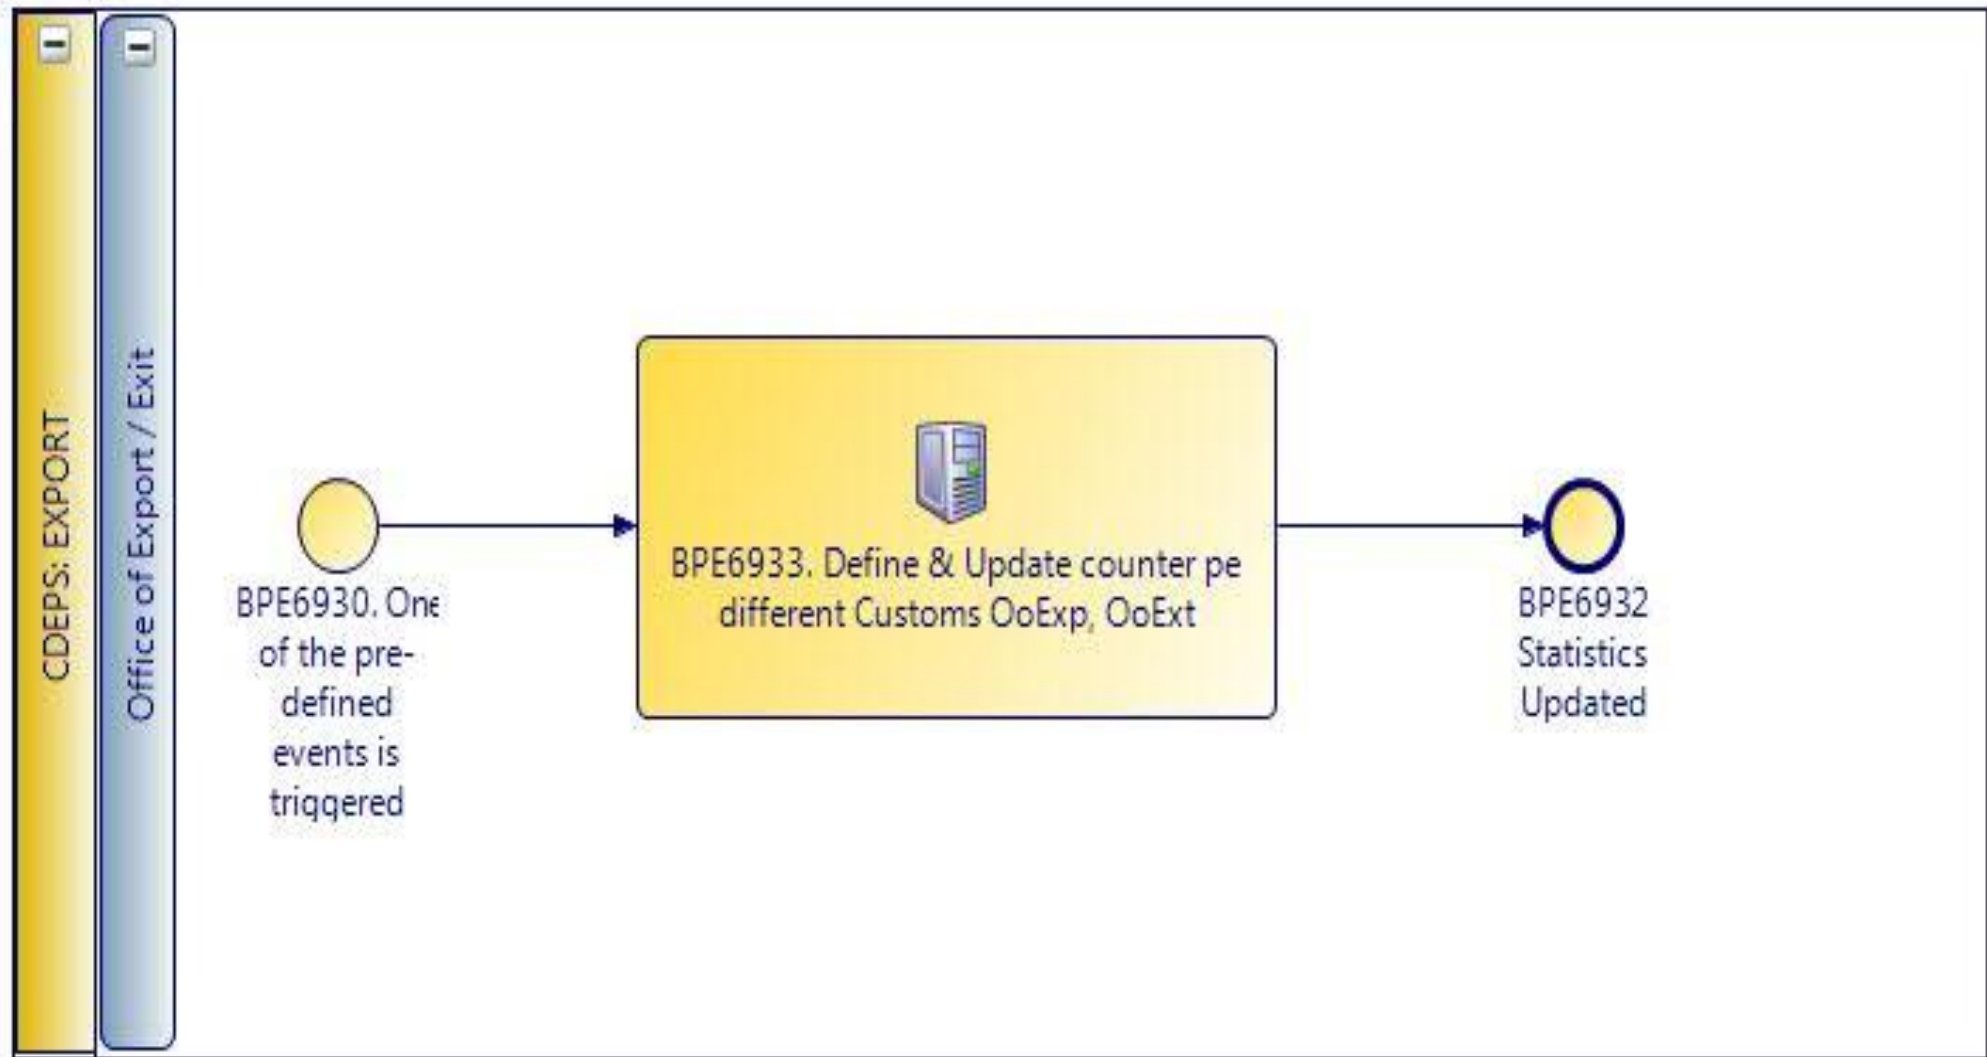 CDEPS: EXPORT
Office of Export / Exit
BPE6930. One
of the pre-
defined
events is
triggered
BPE6933. Define & Update counter pe
different Customs OoExp, OoExt
BPE6932
Statistics
Updated